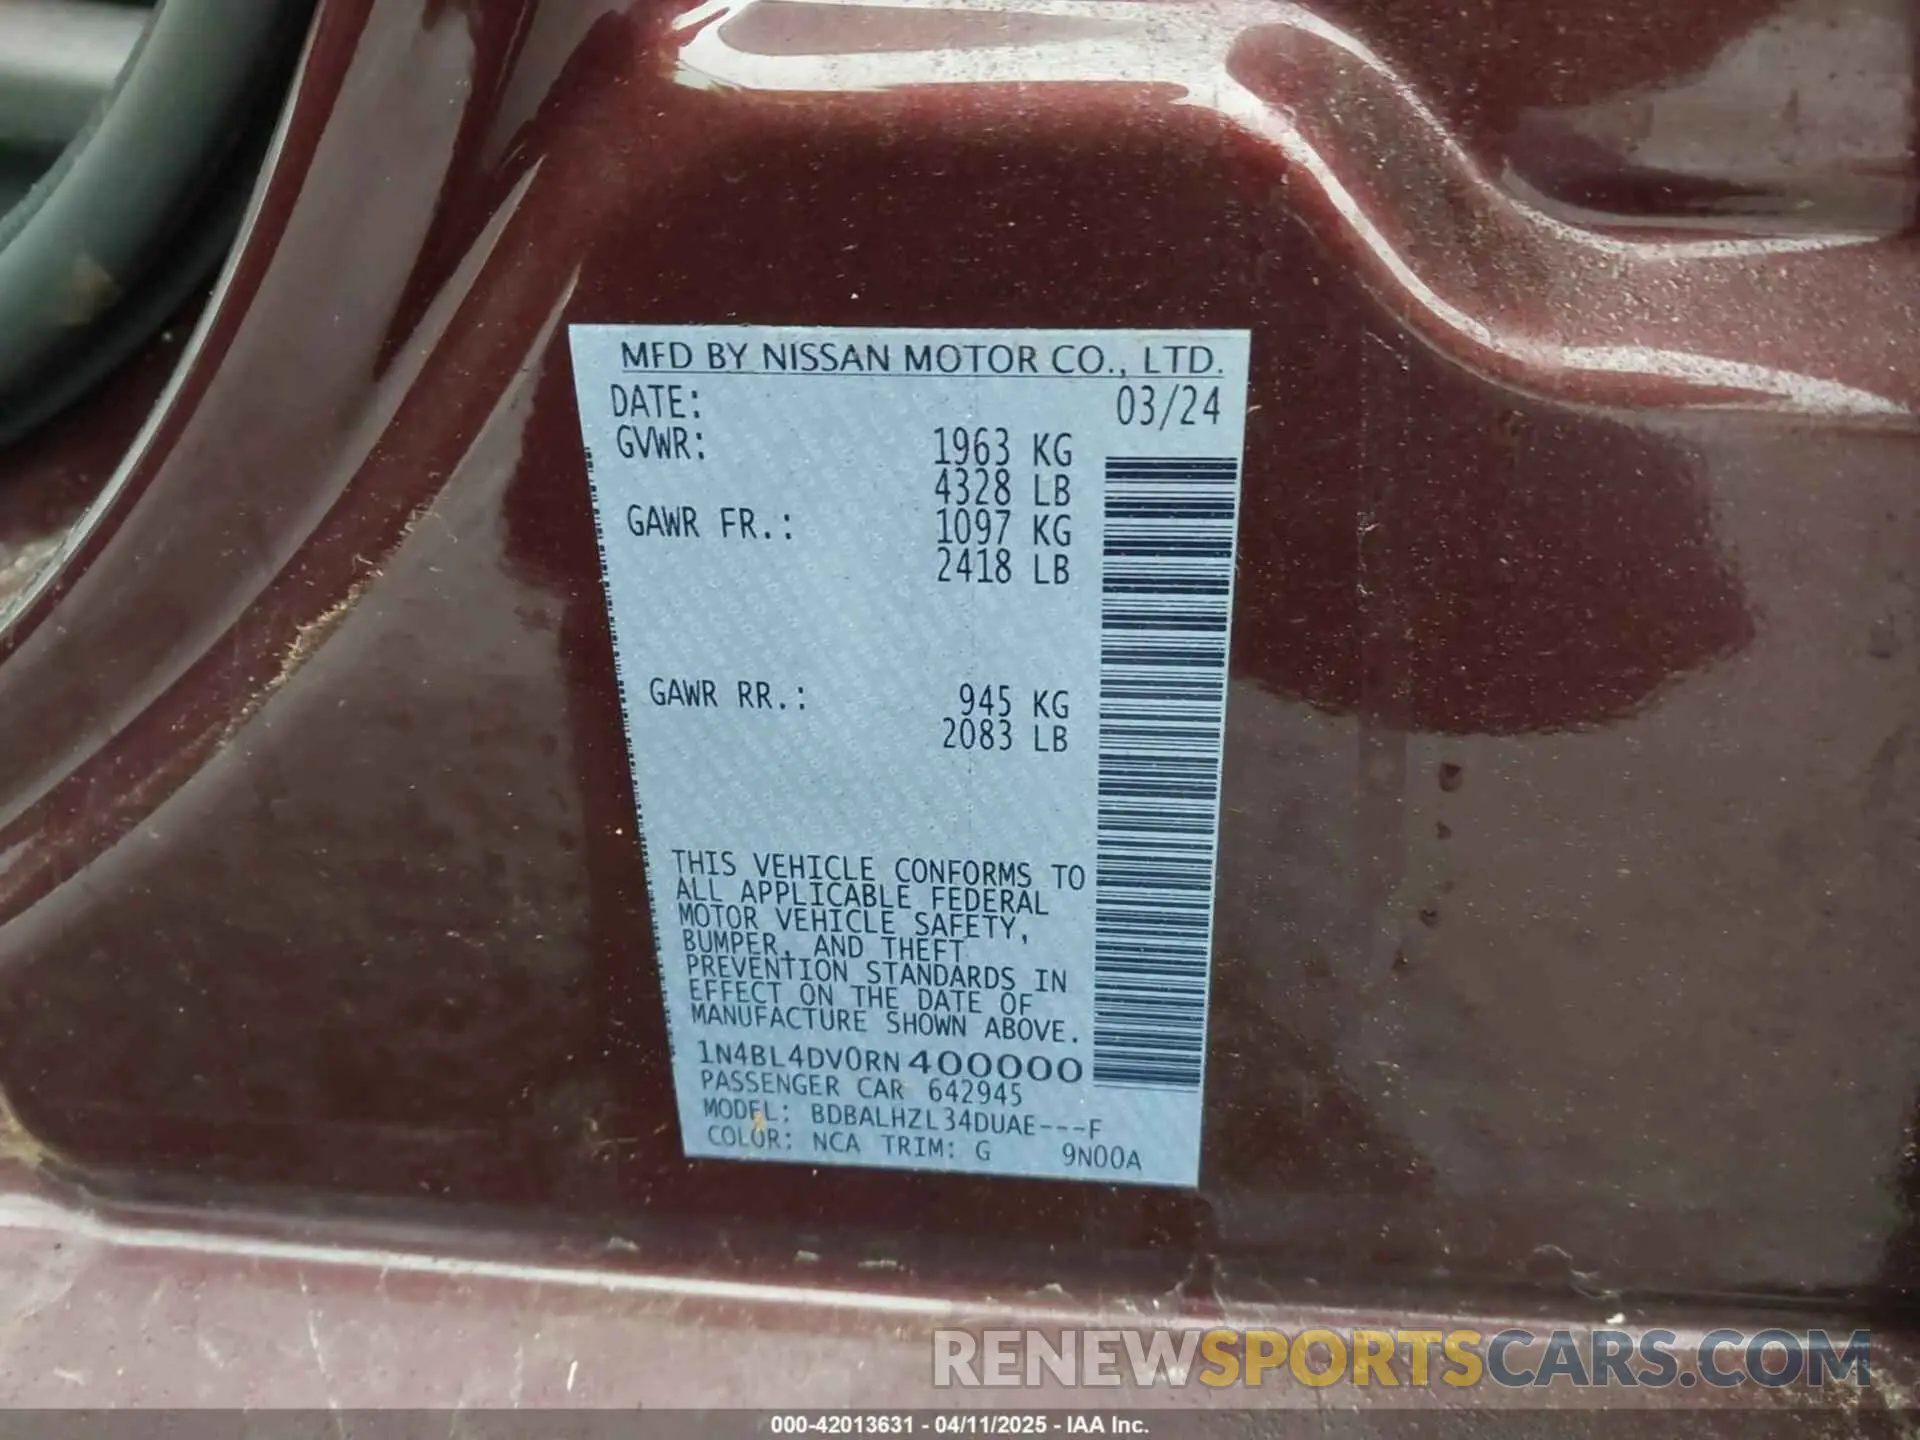 MFD BY NISSAN MOTOR CO., LTD.
DATE: 03/24
GVWR: 1963 KG
4328 LB
GAWR FR.: 1097 KG
2418 LB
GAWR RR.: 945 KG
2083 LB
THIS VEHICLE CONFORMS TO
ALL APPLICABLE FEDERAL
MOTOR VEHICLE SAFETY,
BUMPER, AND THEFT
PREVENTION STANDARDS IN
EFFECT ON THE DATE OF
MANUFACTURE SHOWN ABOVE.
1N4BL4DV0RN400000
PASSENGER CAR 642945
MODEL: BDBALHZL34DUAE---F
COLOR: NCA TRIM: G 9N00A
RENEWSPORTSCARS.COM
000-42013631 - 04/11/2025 - IAA Inc.